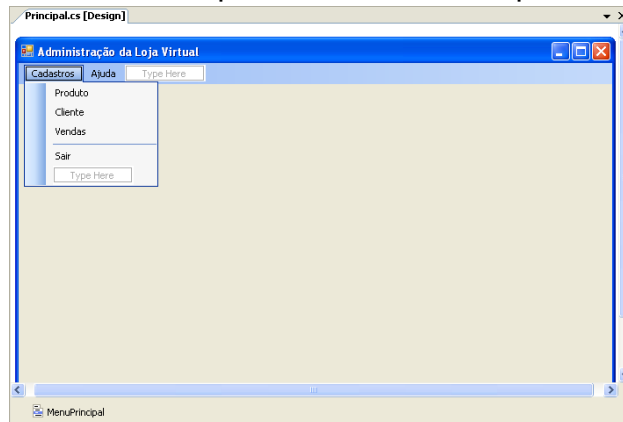 Principal.cs [Design]
Administração da Loja Virtual
Cadastros Ajuda Type Here
Produto
Cliente
Vendas
Sair
Type Here
MenuPrincipal